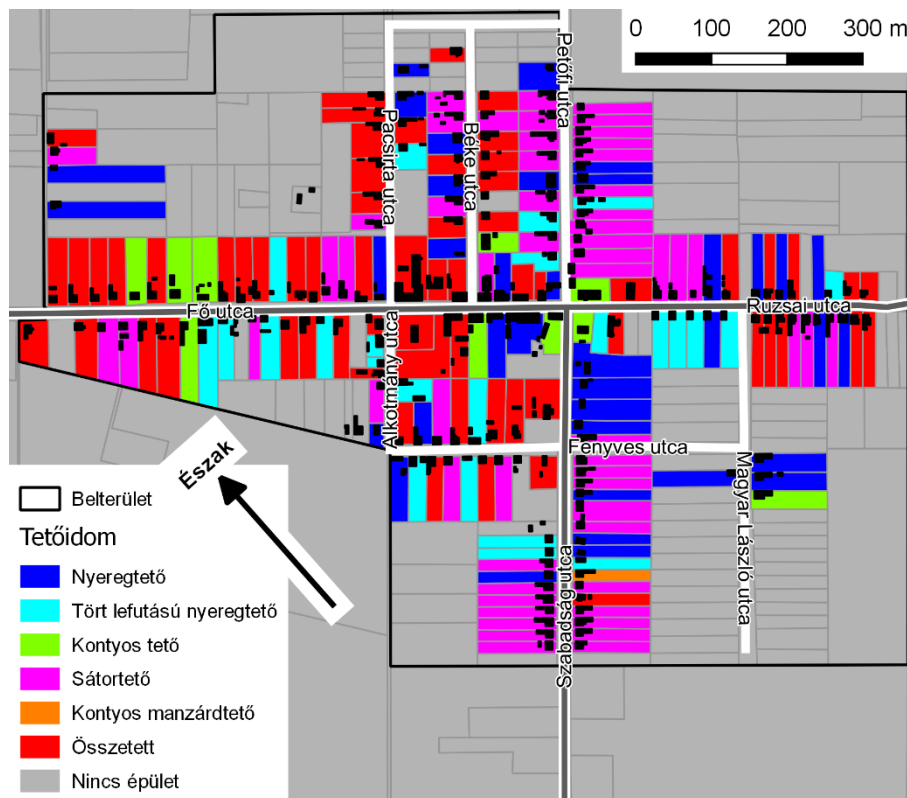 0 100 200 300 m
Petőfi utca
Pacsirta utca
Béke utca
Fő utca
Ruzsai utca
Alkotmány utca
Fenyves utca
Észak
Magyar László utca
Szabadság utca
Belterület
Tetőidom
Nyeregtető
Tört lefutású nyeregtető
Kontyos tető
Sátortető
Kontyos manzárdtető
Összetett
Nincs épület